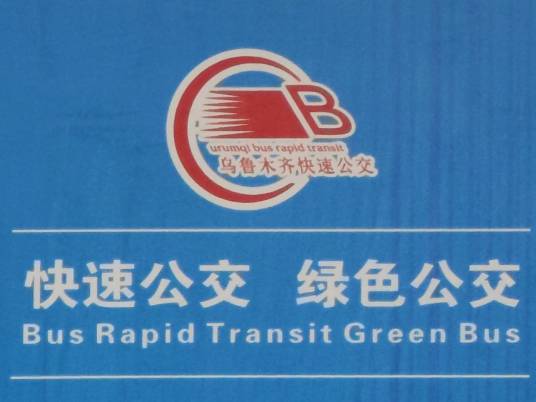 B
urumqi bus rapid transit
乌鲁木齐快速公交
快速公交 绿色公交
Bus Rapid Transit Green Bus